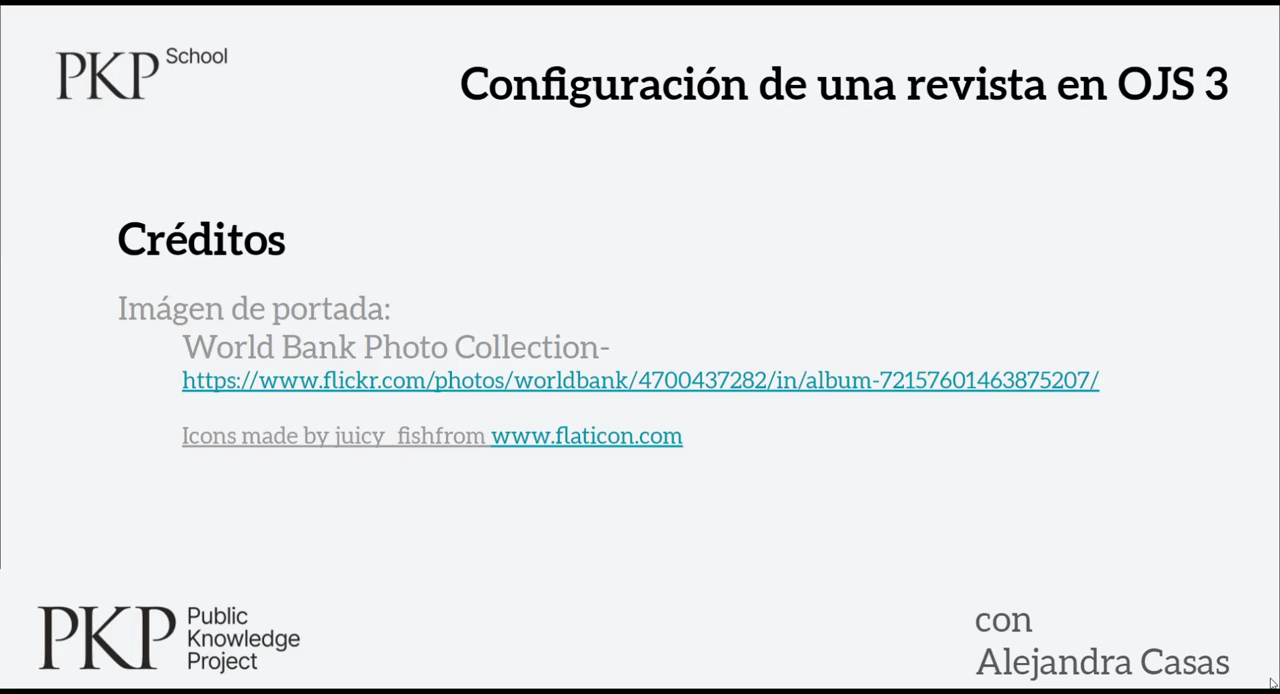 PKP School
Configuración de una revista en OJS 3
Créditos
Imágen de portada:
World Bank Photo Collection-
https://www.flickr.com/photos/worldbank/4700437282/in/album-72157601463875207/
Icons made by juicy_fishfrom www.flaticon.com
PKP Public
Knowledge
Project
con
Alejandra Casas